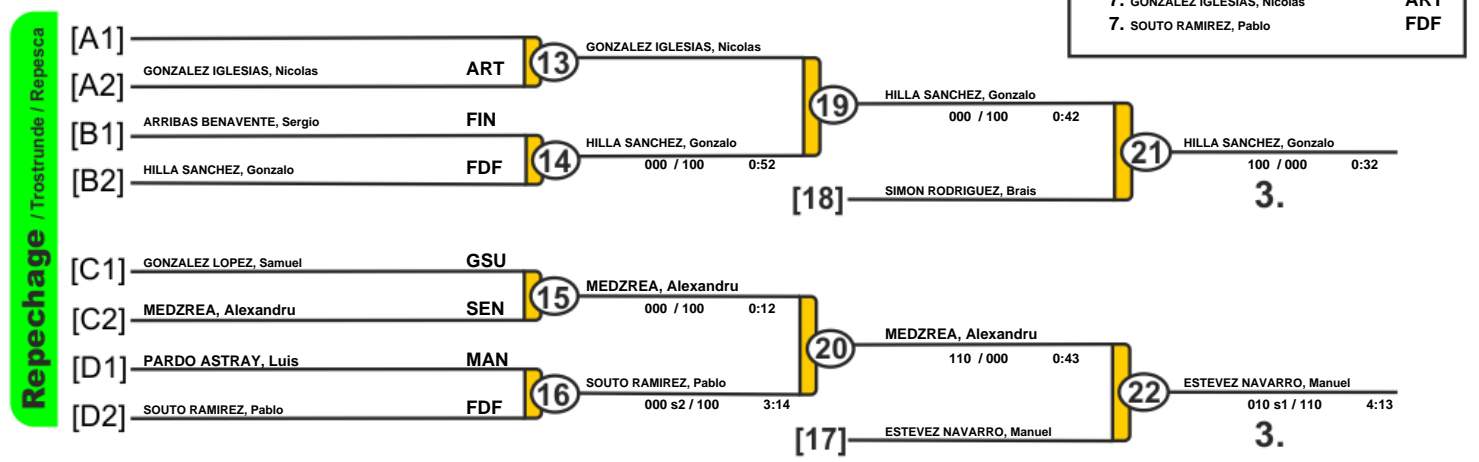 7. GONZALEZ IGLESIAS, Nicolas ART
7. SOUTO RAMIREZ, Pablo FDF
Repechage / Trostrunde / Repesca
[A1]
[A2] GONZALEZ IGLESIAS, Nicolas ART
13 GONZALEZ IGLESIAS, Nicolas
[B1] ARRIBAS BENAVENTE, Sergio FIN
[B2] HILLA SANCHEZ, Gonzalo FDF
14 HILLA SANCHEZ, Gonzalo
000 / 100 0:52
19 HILLA SANCHEZ, Gonzalo
000 / 100 0:42
[18] SIMON RODRIGUEZ, Brais
21 HILLA SANCHEZ, Gonzalo
100 / 000 0:32
3.
[C1] GONZALEZ LOPEZ, Samuel GSU
[C2] MEDZREA, Alexandru SEN
15 MEDZREA, Alexandru
000 / 100 0:12
[D1] PARDO ASTRAY, Luis MAN
[D2] SOUTO RAMIREZ, Pablo FDF
16 SOUTO RAMIREZ, Pablo
000 s2 / 100 3:14
20 MEDZREA, Alexandru
110 / 000 0:43
[17] ESTEVEZ NAVARRO, Manuel
22 ESTEVEZ NAVARRO, Manuel
010 s1 / 110 4:13
3.